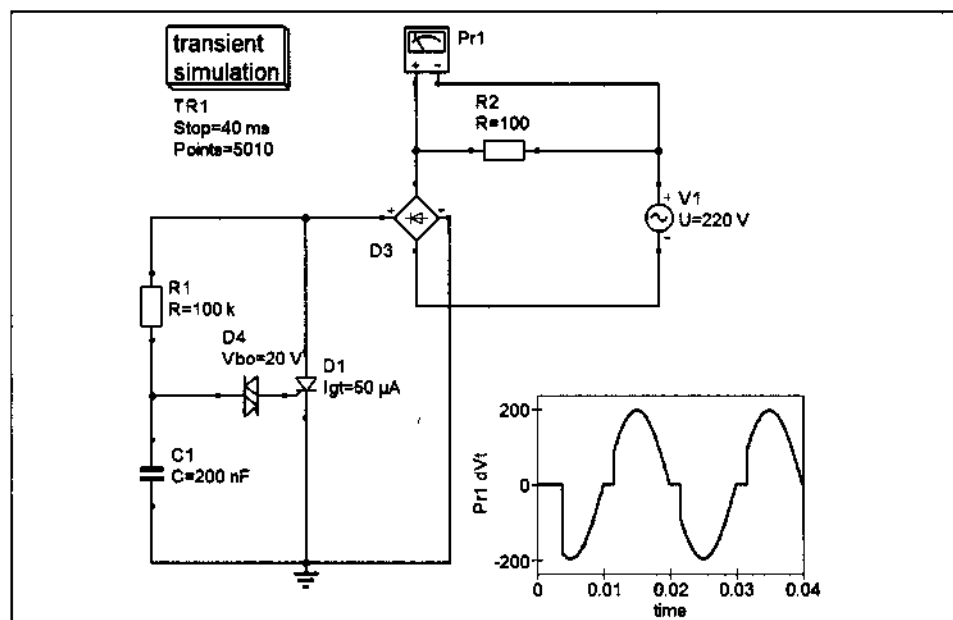 transient
simulation
TR1
Stop=40 ms
Points=5010
Pr1
+ -
R2
R=100
+
V1
U=220 V
-
+ -
D3
R1
R=100 k
D4
Vbo=20 V
D1
Igt=50 µA
C1
C=200 nF
Pr1 dVt
200
0
-200
0 0.01 0.02 0.03 0.04
time